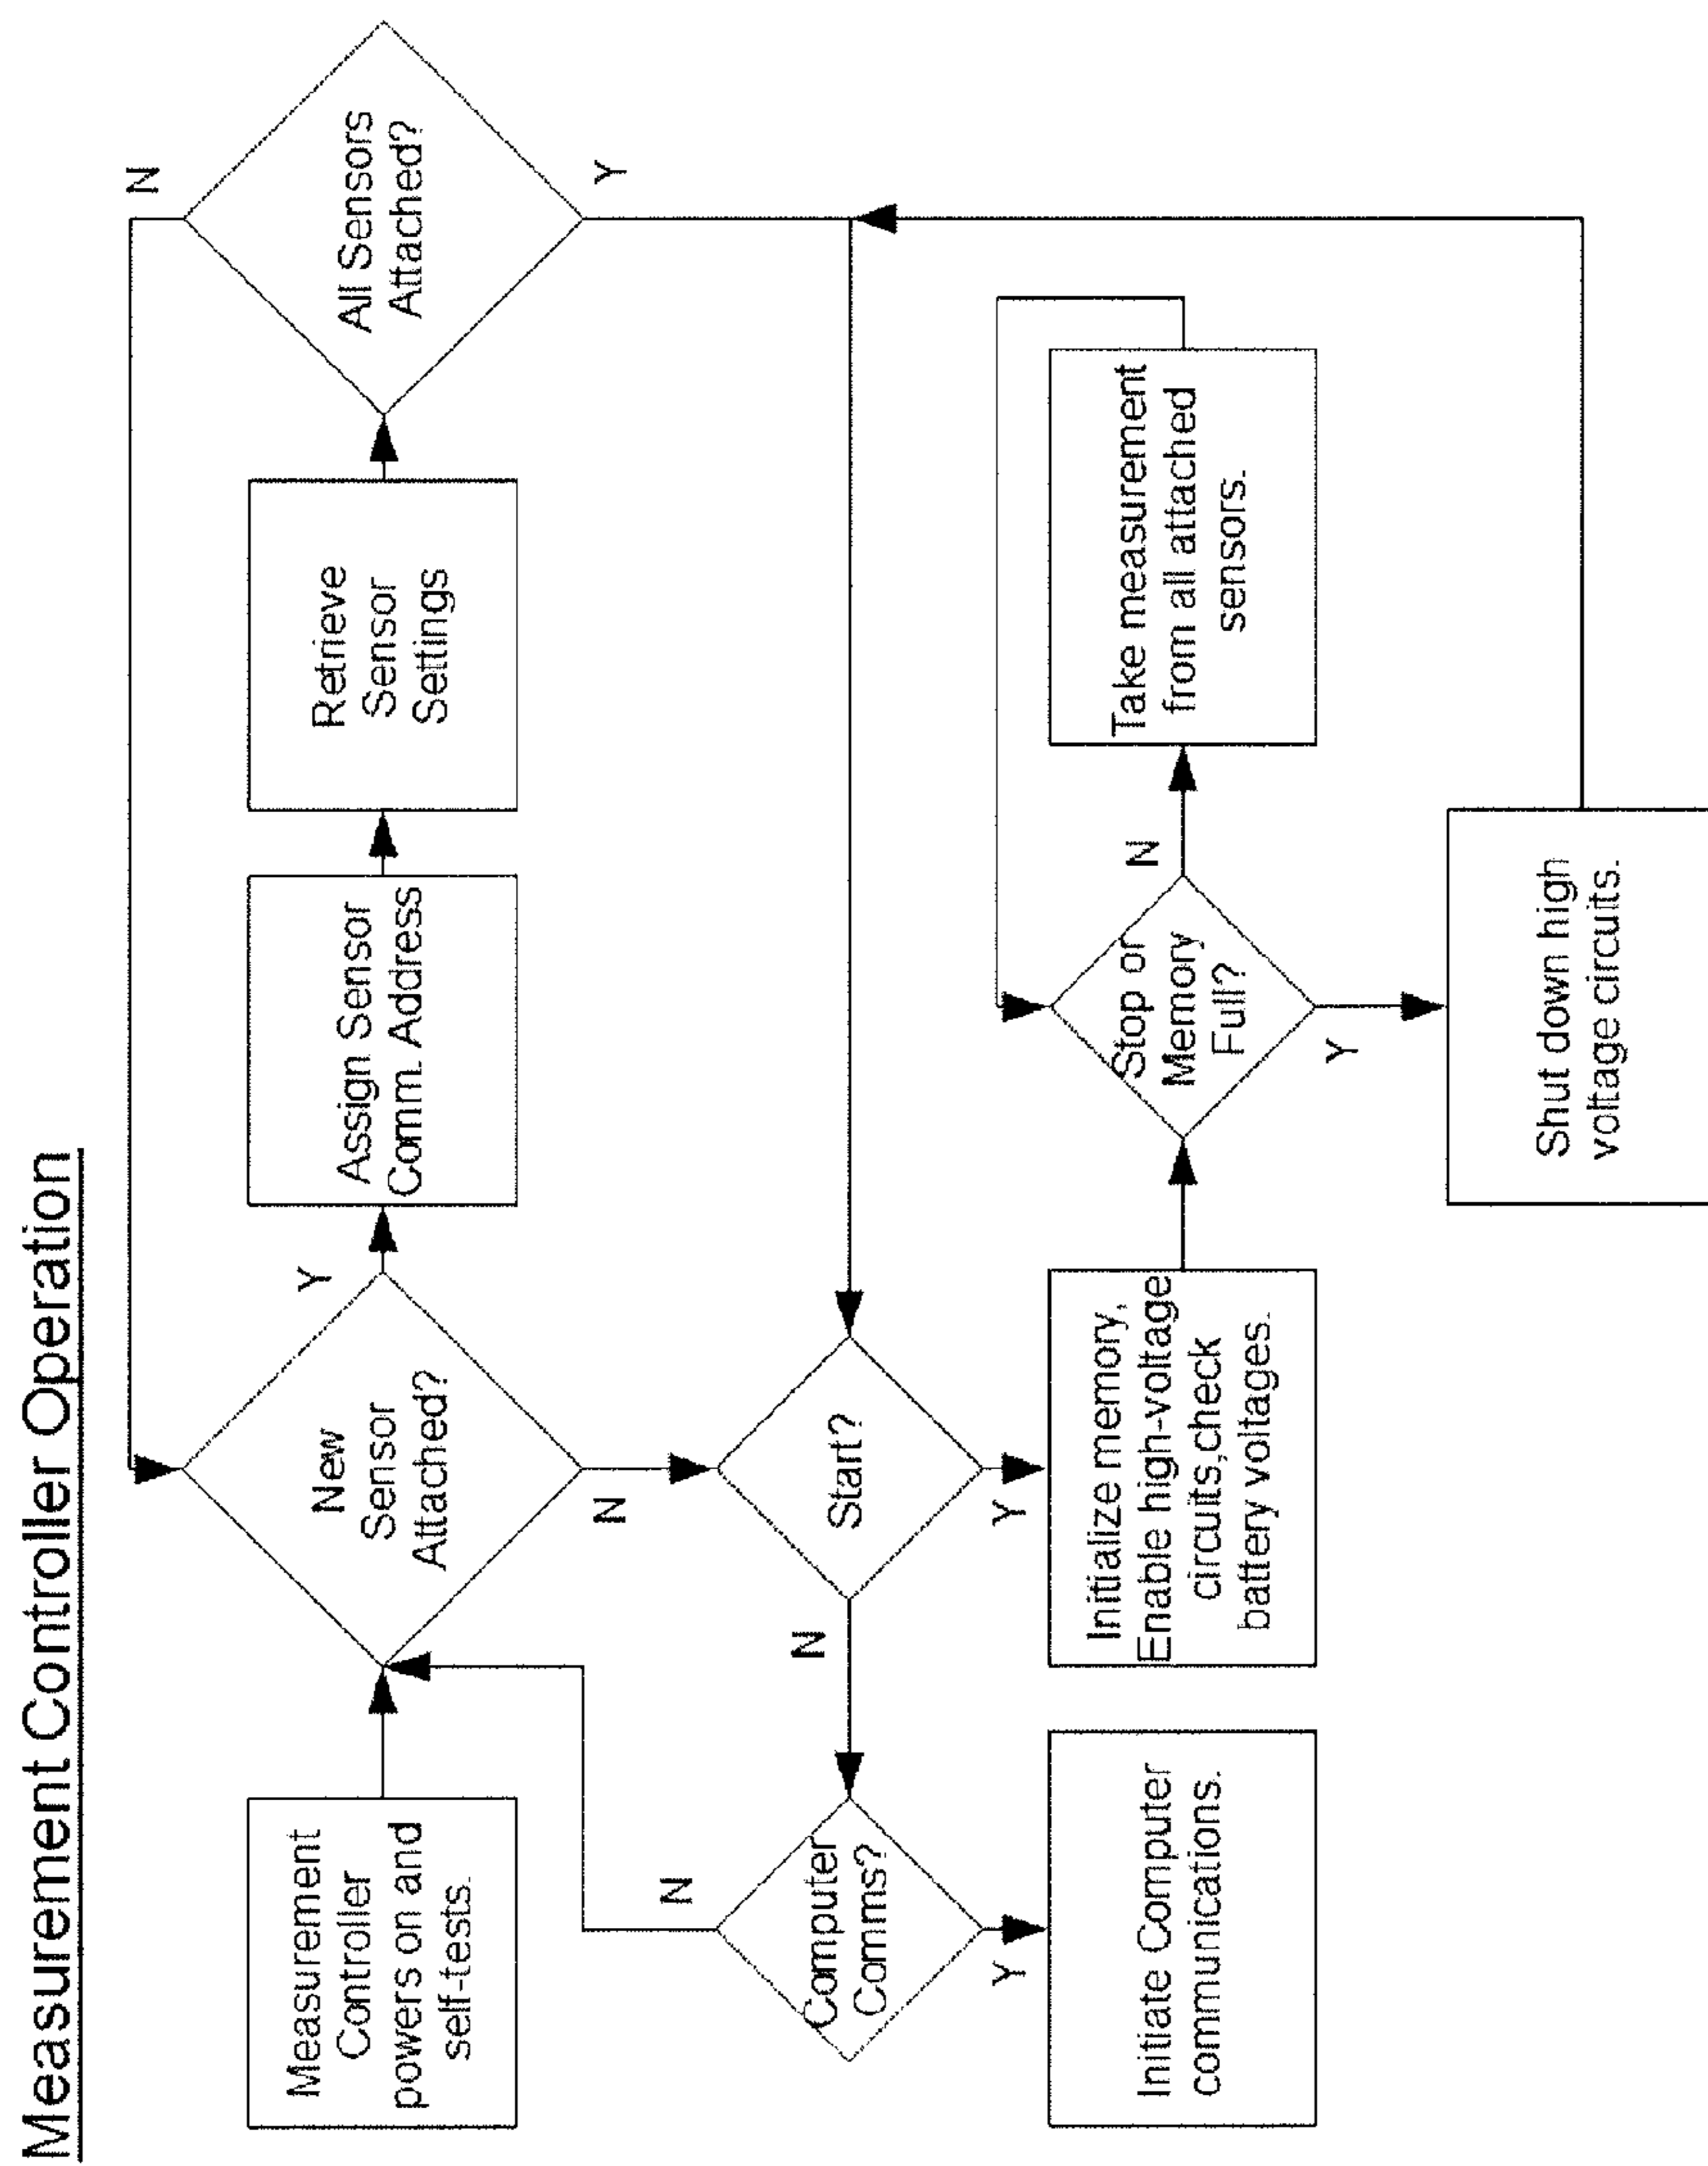 Measurement Controller Operation
N
Measurement
Controller
powers on and
self-tests.
New
Sensor
Attached?
Y
Assign Sensor
Comm. Address
Retrieve
Sensor
Settings
All Sensors
Attached?
N
Y
N
Computer
Comms?
N
Start?
Y
Y
Initiate Computer
communications.
Initialize memory,
Enable high-voltage
circuits,check
battery voltages.
Stop or
Memory
Full?
N
Take measurement
from all attached
sensors.
Y
Shut down high
voltage circuits.